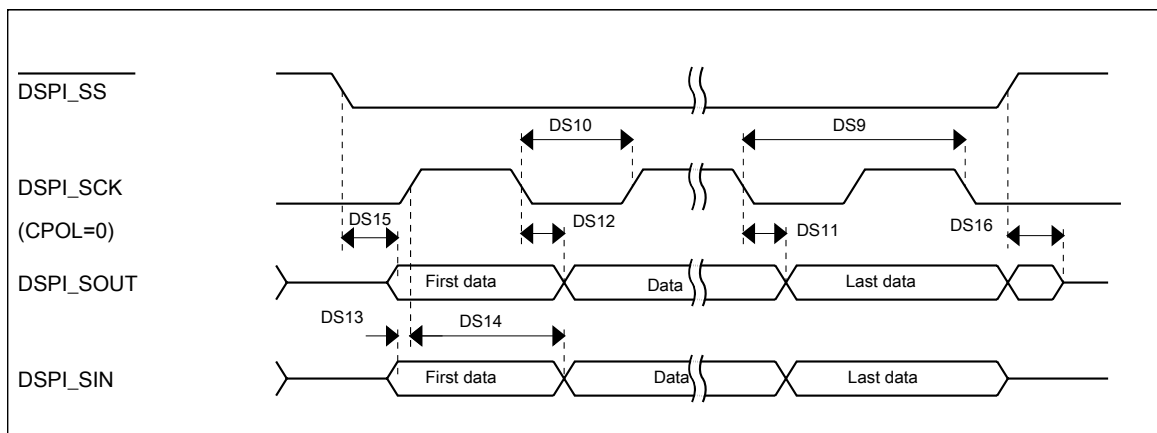 DSPI_SS
DS10
DS9
DSPI_SCK
(CPOL=0)
DS15
DS12
DS11
DS16
DSPI_SOUT
First data
Data
Last data
DS13
DS14
DSPI_SIN
First data
Data
Last data